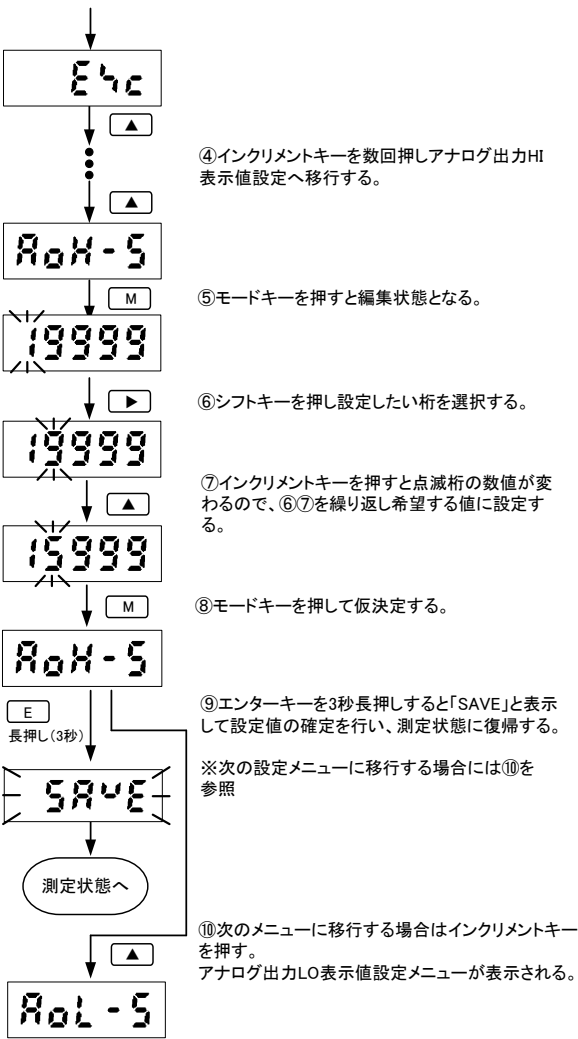 Esc
④インクリメントキーを数回押しアナログ出力HI
表示値設定へ移行する。
AoH-S
M
⑤モードキーを押すと編集状態となる。
19999
⑥シフトキーを押し設定したい桁を選択する。
19999
⑦インクリメントキーを押すと点滅桁の数値が変
わるので、⑥⑦を繰り返し希望する値に設定す
る。
15999
M
⑧モードキーを押して仮決定する。
AoH-S
E
長押し(3秒)
⑨エンターキーを3秒長押しすると「SAVE」と表示
して設定値の確定を行い、測定状態に復帰する。
※次の設定メニューに移行する場合には⑩を
参照
SAvE
測定状態へ
⑩次のメニューに移行する場合はインクリメントキー
を押す。
アナログ出力LO表示値設定メニューが表示される。
AoL-S